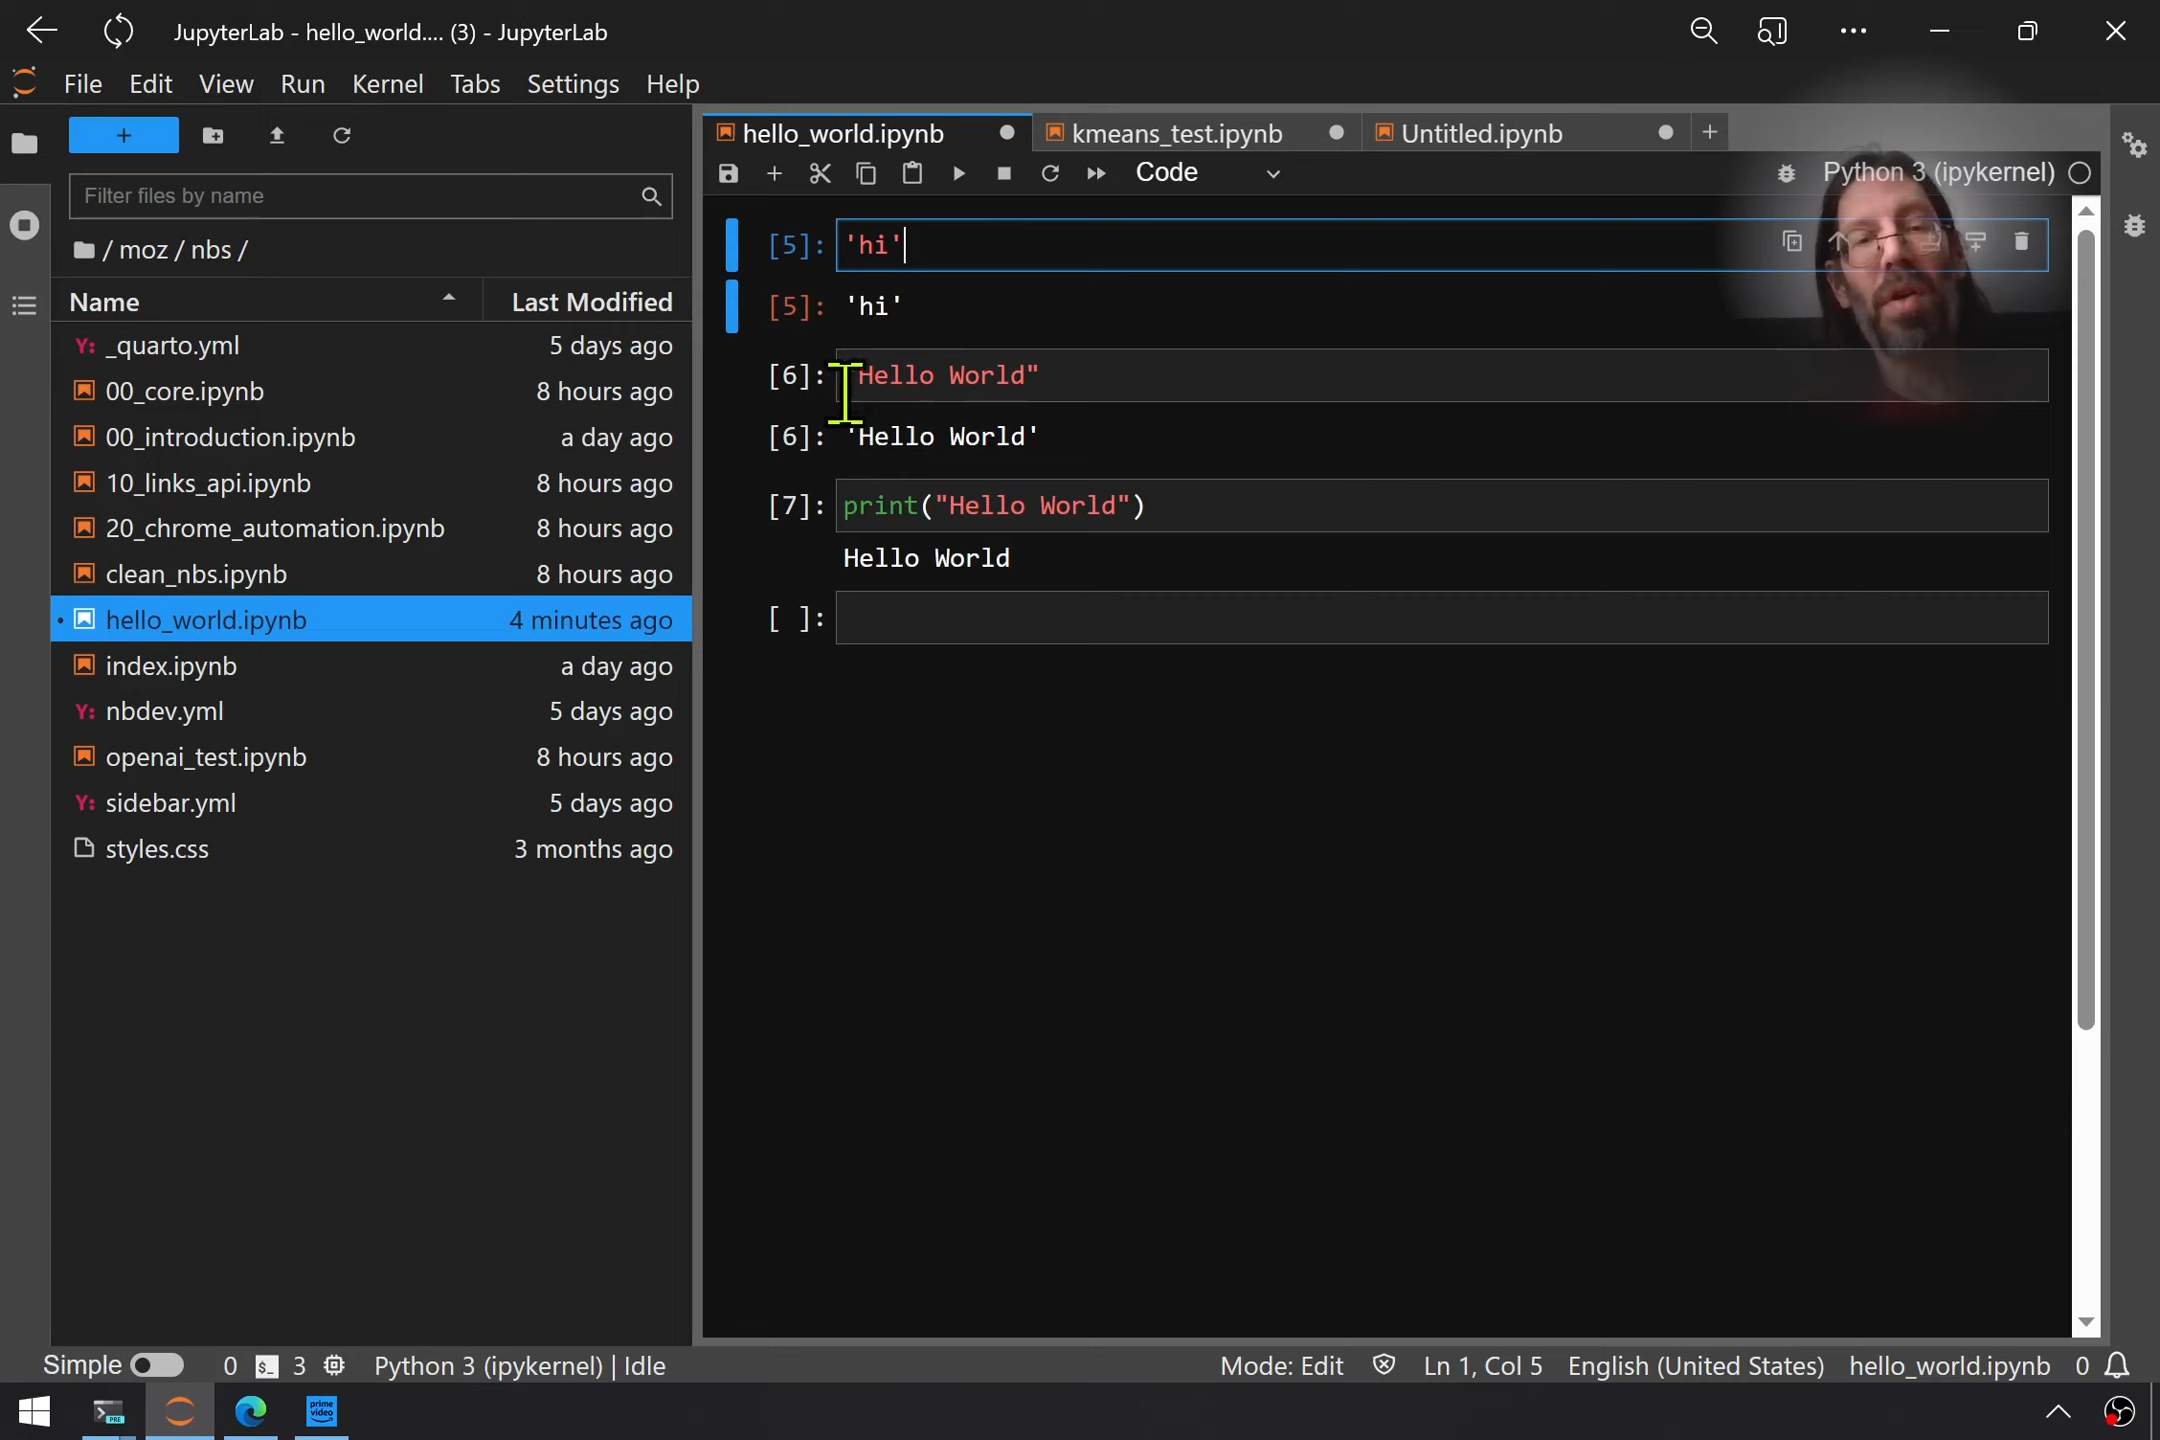 JupyterLab - hello_world.... (3) - JupyterLab
File Edit View Run Kernel Tabs Settings Help
+
hello_world.ipynb
kmeans_test.ipynb
Untitled.ipynb
+
Code
Python 3 (ipykernel)
Filter files by name
/ moz / nbs /
Name Last Modified
Y: _quarto.yml 5 days ago
00_core.ipynb 8 hours ago
00_introduction.ipynb a day ago
10_links_api.ipynb 8 hours ago
20_chrome_automation.ipynb 8 hours ago
clean_nbs.ipynb 8 hours ago
hello_world.ipynb 4 minutes ago
index.ipynb a day ago
Y: nbdev.yml 5 days ago
openai_test.ipynb 8 hours ago
Y: sidebar.yml 5 days ago
styles.css 3 months ago
[5]: 'hi'
[5]: 'hi'
[6]: "Hello World"
[6]: 'Hello World'
[7]: print("Hello World")
Hello World
[ ]:
Simple 0 $_ 3 Python 3 (ipykernel) | Idle
Mode: Edit Ln 1, Col 5 English (United States) hello_world.ipynb 0
PRE
prime video